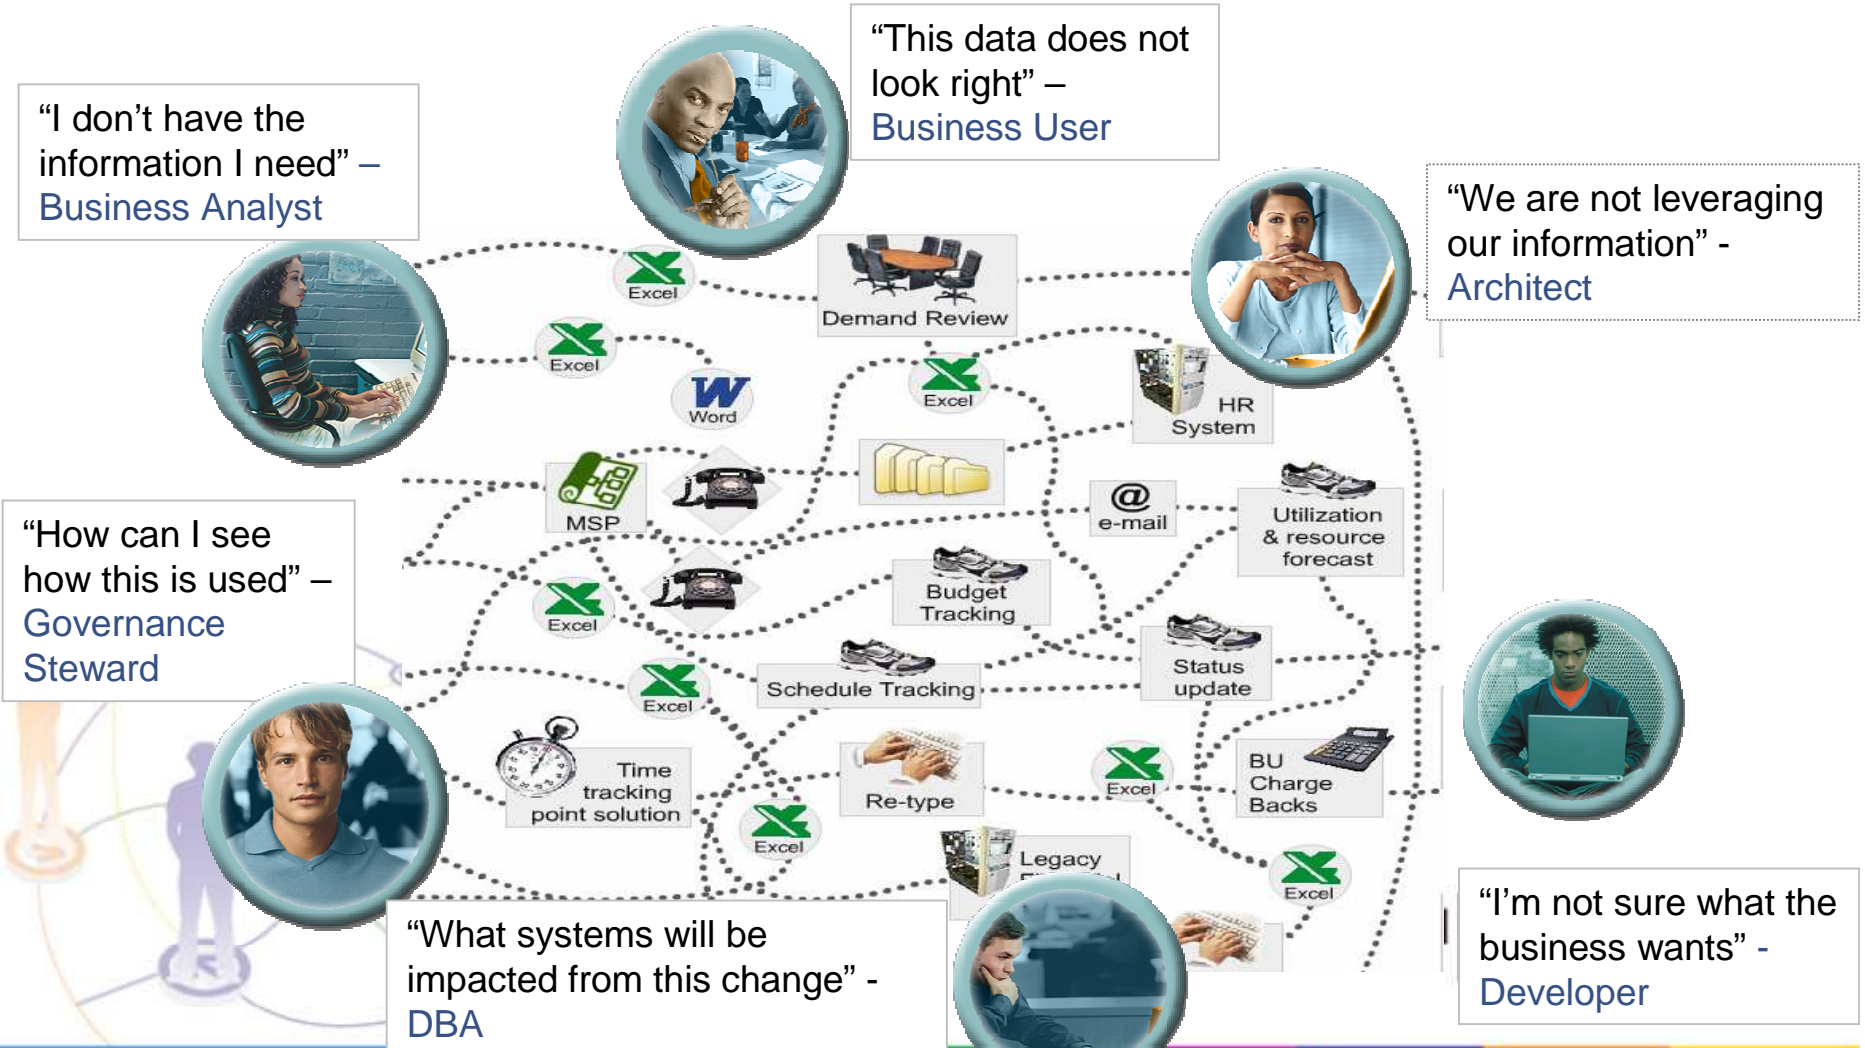 “This data does not
look right” –
Business User
“I don’t have the
information I need” –
Business Analyst
“We are not leveraging
our information” -
Architect
Excel
Demand Review
Excel
Word
Excel
HR
System
MSP
@
e-mail
Utilization
& resource
forecast
“How can I see
how this is used” –
Governance
Steward
Excel
Budget
Tracking
Excel
Schedule Tracking
Status
update
Time
tracking
point solution
Re-type
Excel
BU
Charge
Backs
Excel
Legacy
Excel
“What systems will be
impacted from this change” -
DBA
“I’m not sure what the
business wants” -
Developer